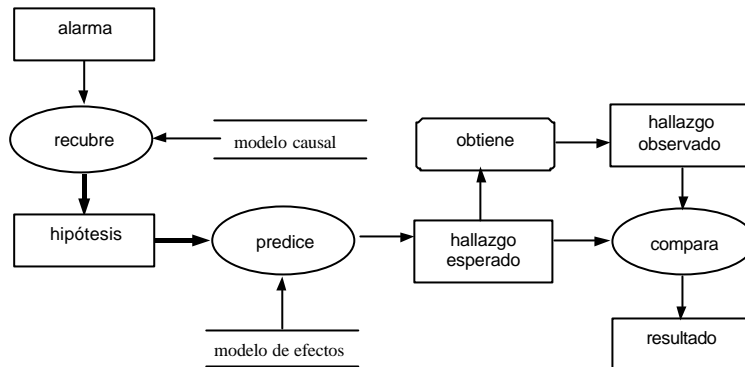 alarma
recubre
modelo causal
hipótesis
predice
modelo de efectos
obtiene
hallazgo
esperado
hallazgo
observado
compara
resultado